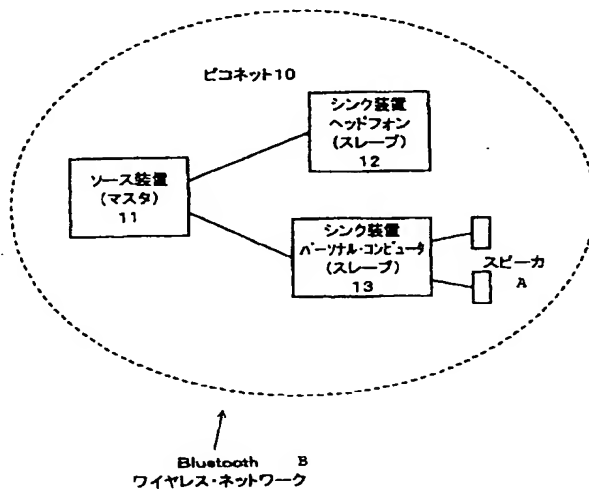 ピコネット10
シンク装置
ヘッドフォン
(スレーブ)
12
ソース装置
(マスタ)
11
シンク装置
パーソナル・コンピュータ
(スレーブ)
13
スピーカ
A
Bluetooth B
ワイヤレス・ネットワーク